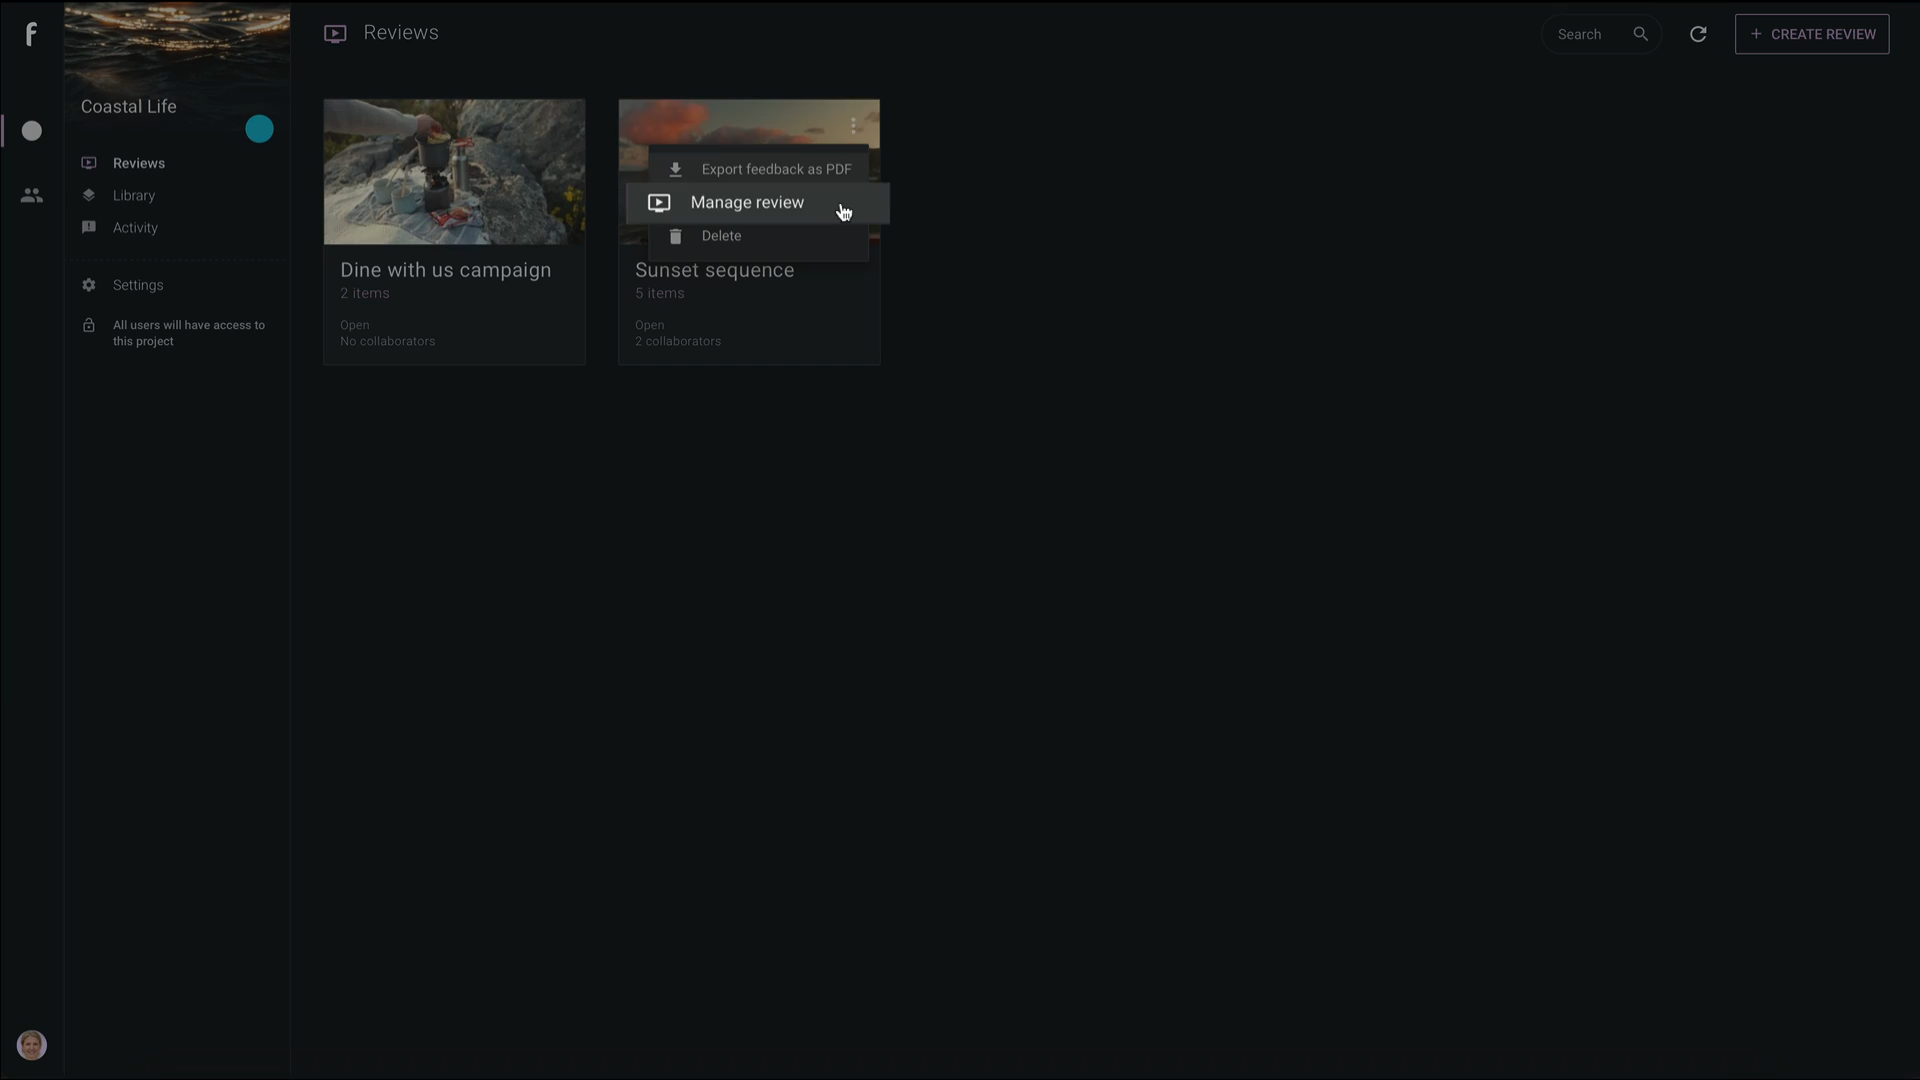 f
Coastal Life
Reviews
Library
Activity
Settings
All users will have access to
this project
Reviews
Search
+ CREATE REVIEW
Dine with us campaign
2 items
Open
No collaborators
Export feedback as PDF
Manage review
Delete
Sunset sequence
5 items
Open
2 collaborators